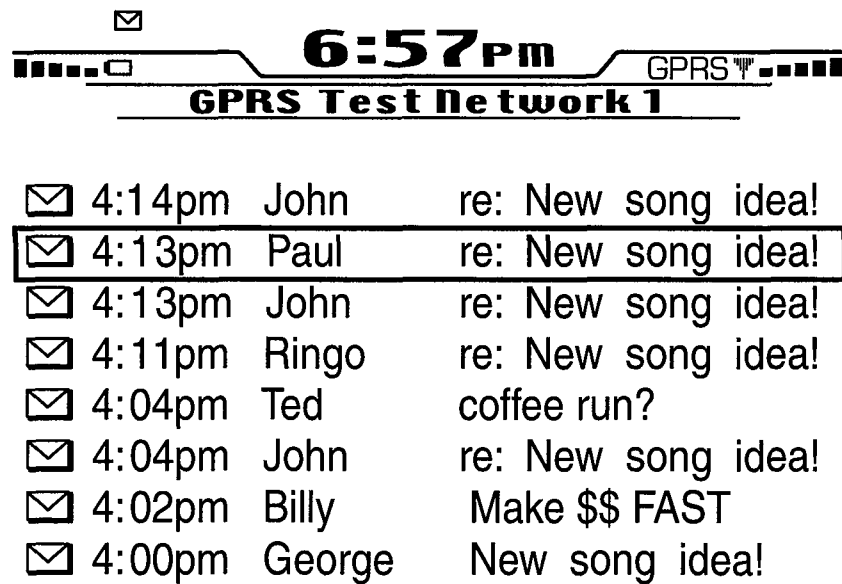 6:57pm
GPRS
GPRS Test Network 1
4:14pm John re: New song idea!
4:13pm Paul re: New song idea!
4:13pm John re: New song idea!
4:11pm Ringo re: New song idea!
4:04pm Ted coffee run?
4:04pm John re: New song idea!
4:02pm Billy Make $$ FAST
4:00pm George New song idea!